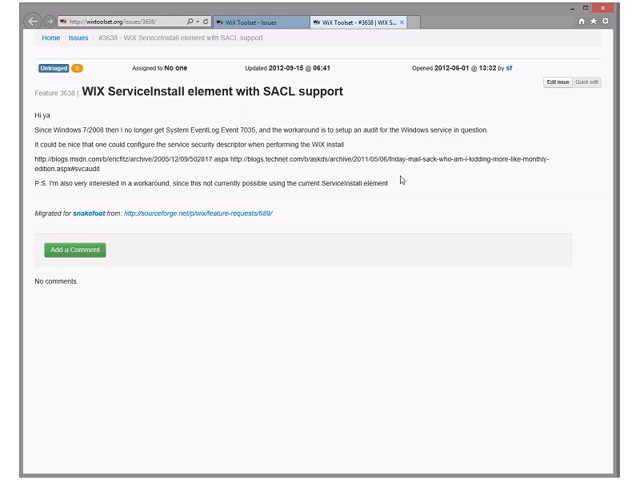 http://wixtoolset.org/issues/3638/
WiX Toolset - Issues
WiX Toolset - #3638 | WIX S...
Home / Issues / #3638 - WIX ServiceInstall element with SACL support
Untriaged 0 Assigned to No one Updated 2012-09-15 @ 06:41 Opened 2012-06-01 @ 13:32 by sf
Edit issue Quick edit
Feature 3638 | WIX ServiceInstall element with SACL support
Hi ya
Since Windows 7/2008 then I no longer get System EventLog Event 7035, and the workaround is to setup an audit for the Windows service in question.
It could be nice that one could configure the service security descriptor when performing the WIX install
http://blogs.msdn.com/b/ericfitz/archive/2005/12/09/502817.aspx http://blogs.technet.com/b/askds/archive/2011/05/06/friday-mail-sack-who-am-i-kidding-more-like-monthly-
edition.aspx#svcaudit
P.S. I'm also very interested in a workaround, since this not currently possible using the current ServiceInstall element
Migrated for snakefoot from: http://sourceforge.net/p/wix/feature-requests/689/
Add a Comment
No comments.